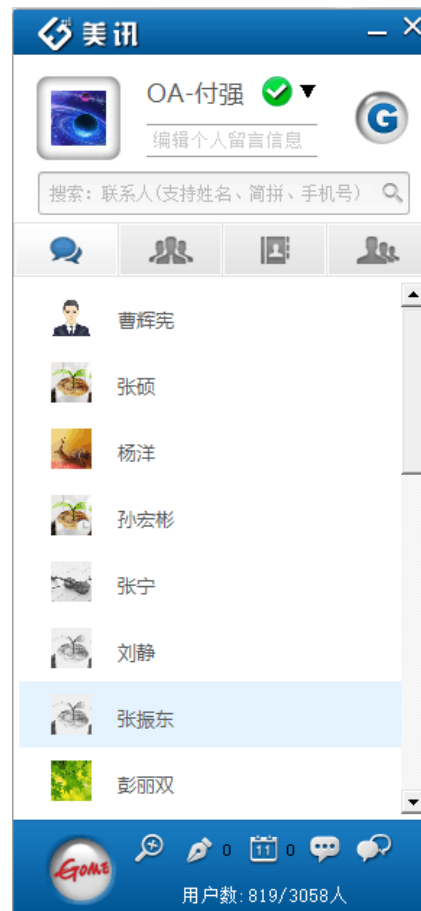 美讯
OA-付强
编辑个人留言信息
G
搜索：联系人(支持姓名、简拼、手机号)
曹辉宪
张硕
杨洋
孙宏彬
张宁
刘静
张振东
彭丽双
GOME
0
11
0
用户数:819/3058人